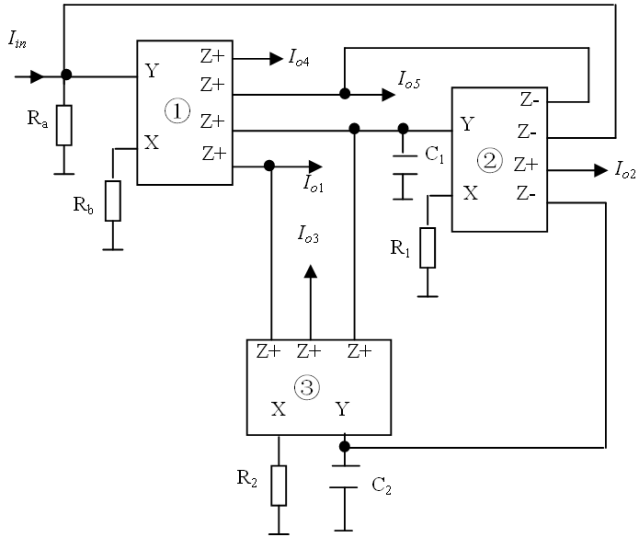 I_in
Y
Z+
I_o4
Z+
I_o5
Z-
R_a
①
Z+
Y
Z-
X
Z+
C_1
②
Z+
I_o2
R_b
I_o1
X
Z-
I_o3
R_1
Z+ Z+ Z+
③
X Y
R_2
C_2